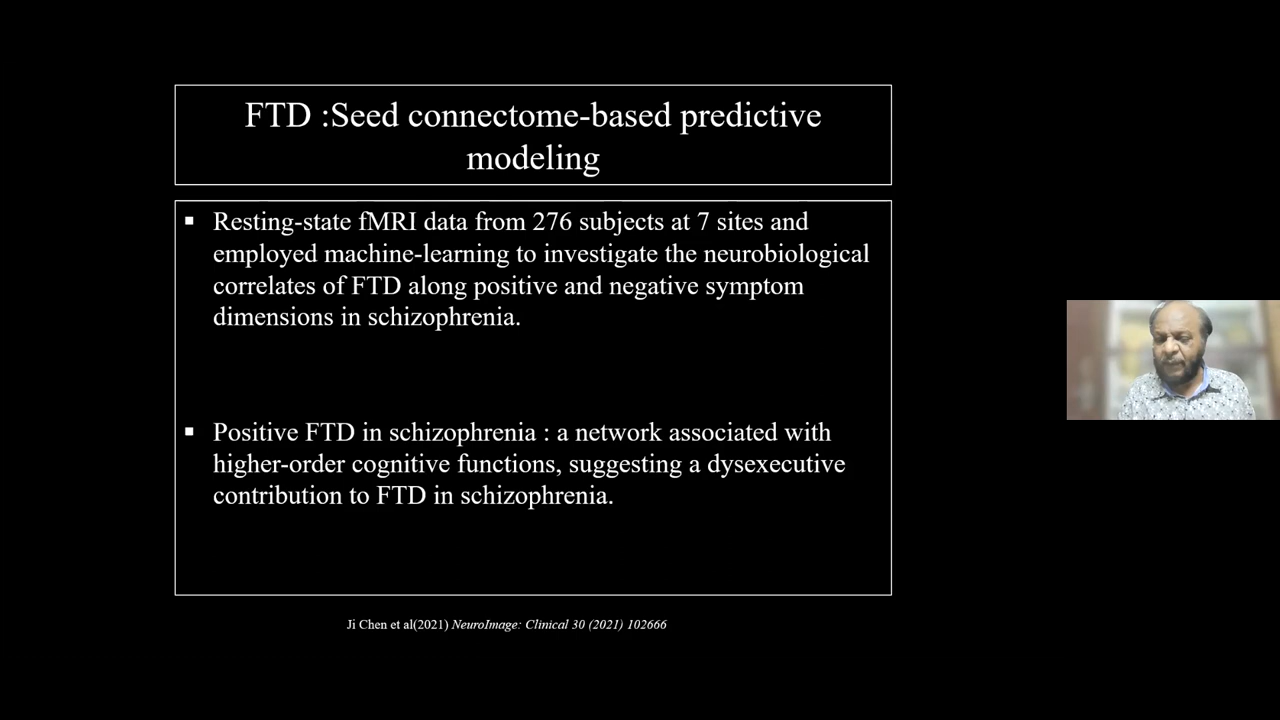 FTD :Seed connectome-based predictive
modeling
▪ Resting-state fMRI data from 276 subjects at 7 sites and
employed machine-learning to investigate the neurobiological
correlates of FTD along positive and negative symptom
dimensions in schizophrenia.
▪ Positive FTD in schizophrenia : a network associated with
higher-order cognitive functions, suggesting a dysexecutive
contribution to FTD in schizophrenia.
Ji Chen et al(2021) NeuroImage: Clinical 30 (2021) 102666